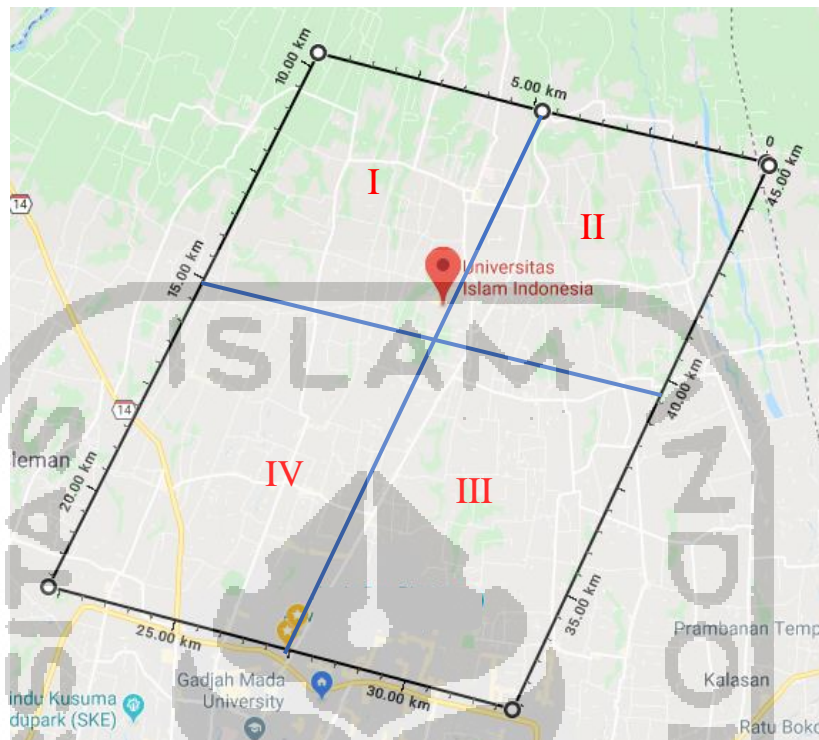 10.00 km
5.00 km
0
45.00 km
I
II
14
15.00 km
Universitas
Islam Indonesia
ISLAM
40.00 km
14
leman
IV
III
20.00 km
SITAS
NDO
35.00 km
25.00 km
Prambanan Temp
Gadjah Mada
University
30.00 km
Kalasan
indu Kusuma
dupark (SKE)
Ratu Boko